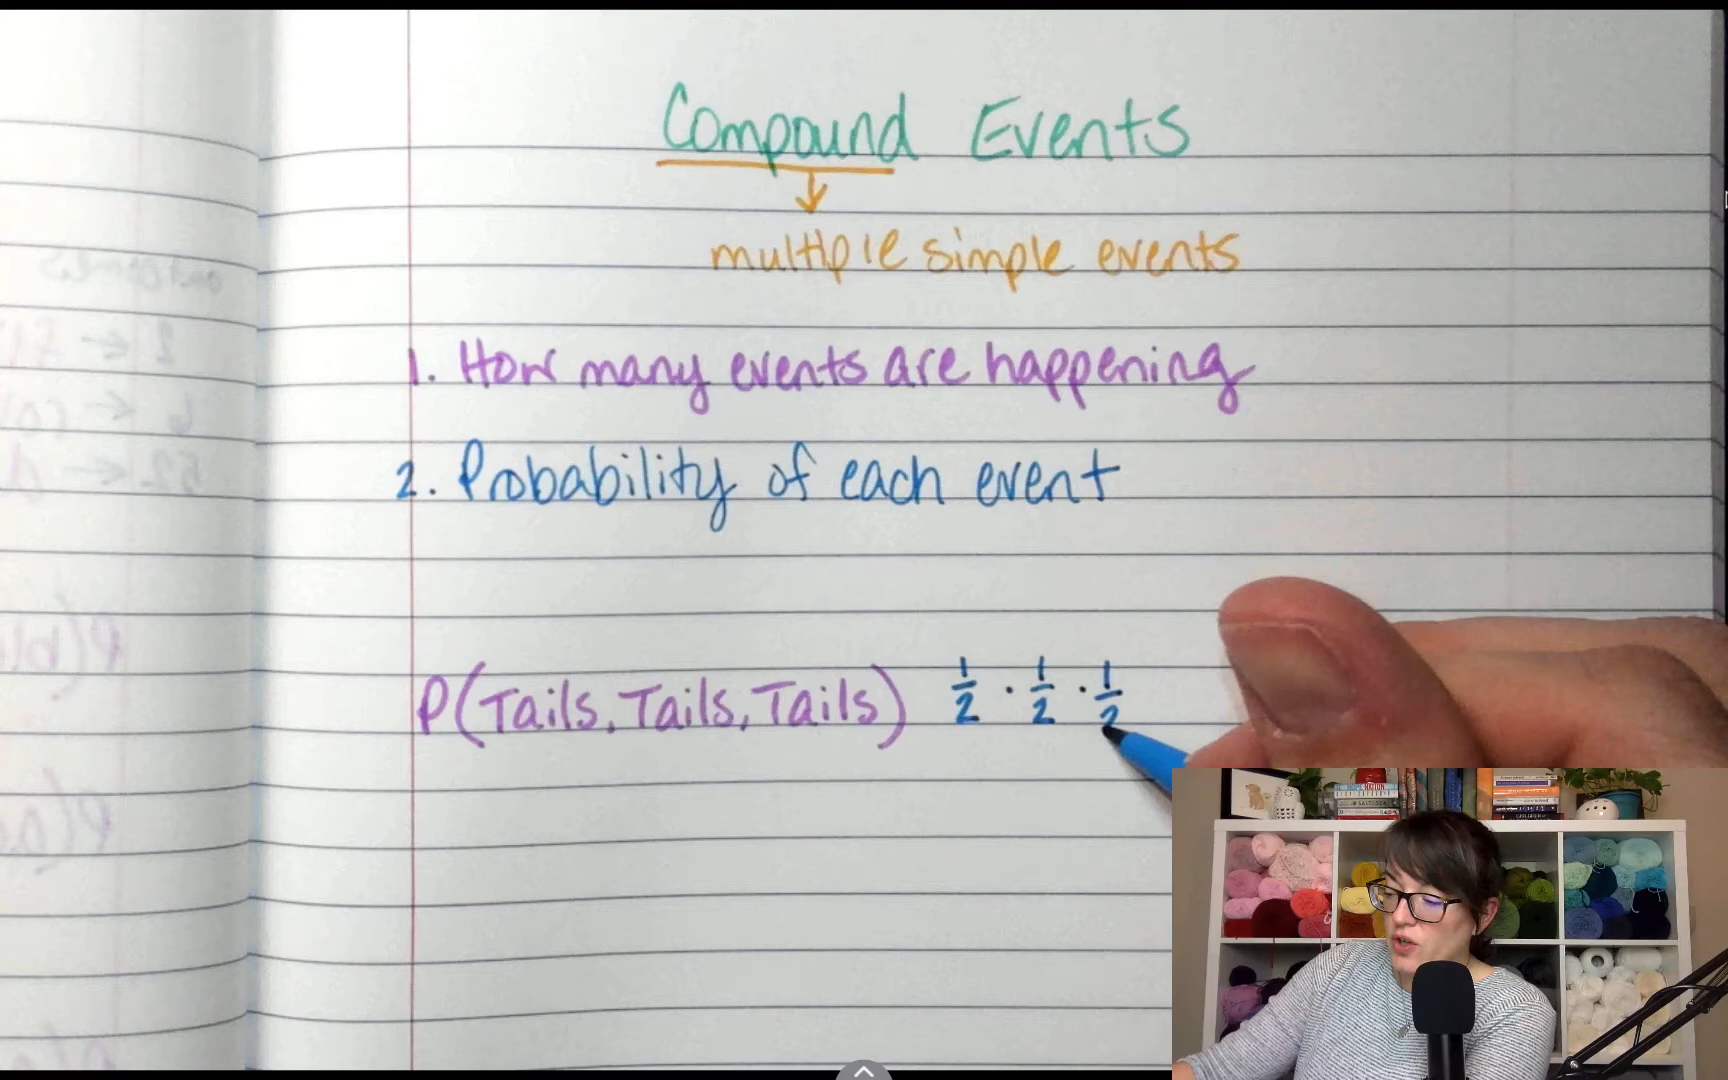 Compound Events
multiple simple events
1. How many events are happening
2. Probability of each event
P(Tails, Tails, Tails) 1/2 · 1/2 · 1/2